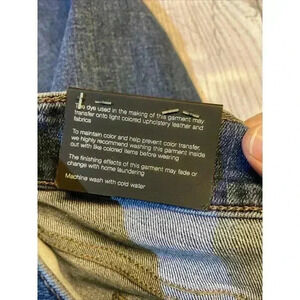 The dye used in the making of this garment may
transfer onto light colored upholstery leather and
fabrics
To maintain color and help prevent color transfer,
we highly recommend washing this garment inside
out with like colored items before wearing
The finishing effects of this garment may fade or
change with home laundering
Machine wash with cold water